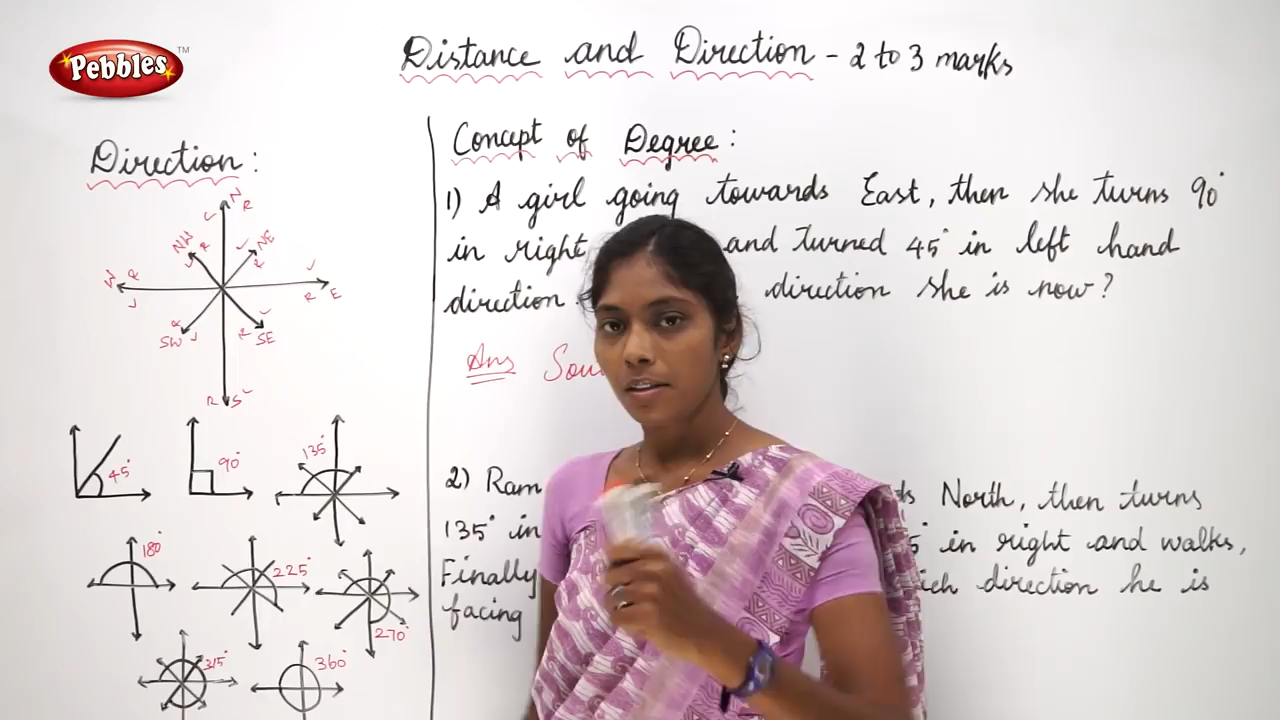 Pebbles TM
Distance and Direction - 2 to 3 marks
Direction:
N
R
NW
R
NE
R
W
R
R
E
R
SW
R
SE
R
S
45°
90°
135°
180°
225°
270°
315°
360°
Concept of Degree:
1) A girl going towards East, then she turns 90°
in right and turned 45° in left hand
direction. direction she is now?
Ans
2) Ram North, then turns
135° in in right and walks,
Finally direction he is
facing